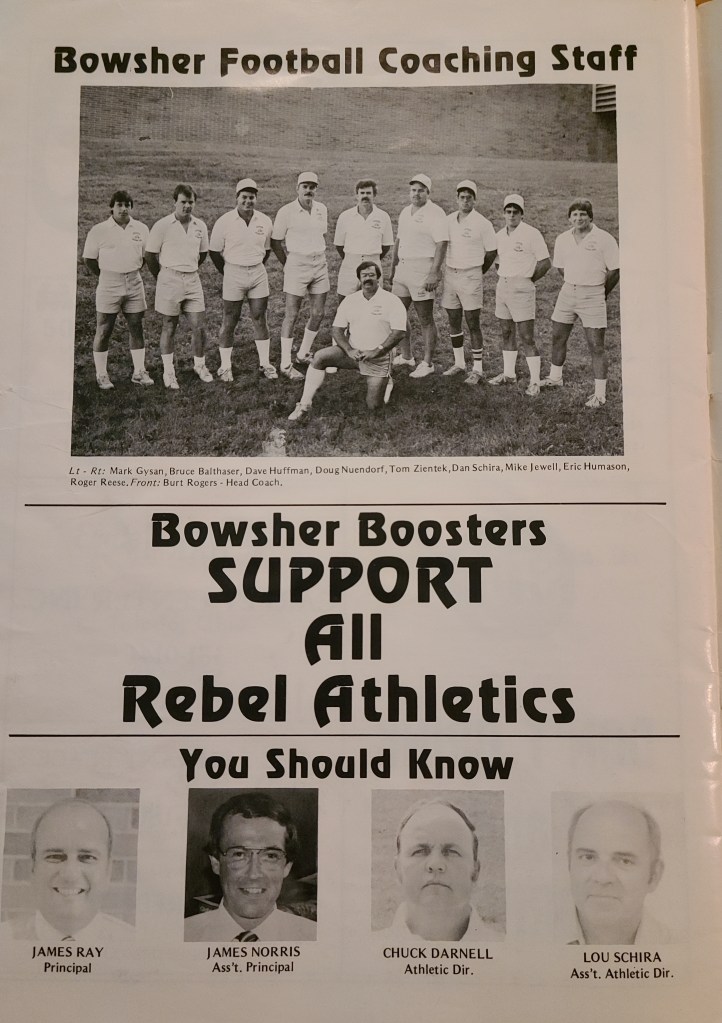 Bowsher Football Coaching Staff
Lt - Rt: Mark Gysan, Bruce Balthaser, Dave Huffman, Doug Nuendorf, Tom Zientek, Dan Schira, Mike Jewell, Eric Humason,
Roger Reese. Front: Burt Rogers - Head Coach.
Bowsher Boosters
SUPPORT
All
Rebel Athletics
You Should Know
JAMES RAY
Principal
JAMES NORRIS
Ass't. Principal
CHUCK DARNELL
Athletic Dir.
LOU SCHIRA
Ass't. Athletic Dir.